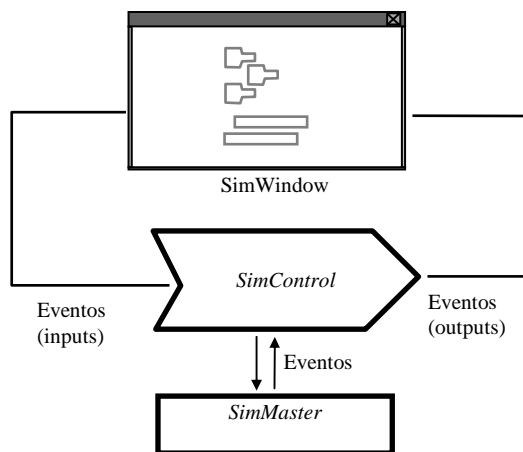 SimWindow
SimControl
Eventos
(inputs)
Eventos
(outputs)
Eventos
SimMaster